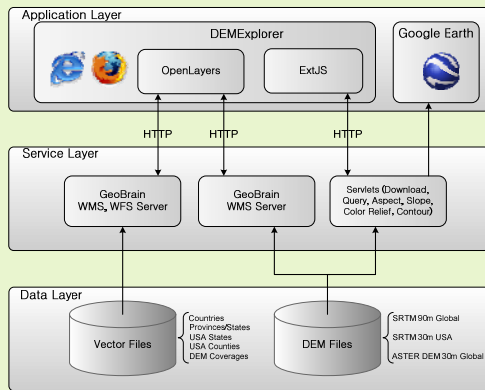 Application Layer
DEMExplorer
Google Earth
OpenLayers
ExtJS
HTTP
HTTP
HTTP
Service Layer
GeoBrain
WMS, WFS Server
GeoBrain
WMS Server
Servlets (Download,
Query, Aspect, Slope,
Color Relief, Contour)
Data Layer
Vector Files
Countries
Provinces/States
USA States
USA Counties
DEM Coverages
DEM Files
SRTM 90m Global
SRTM 30m USA
ASTER DEM 30m Global